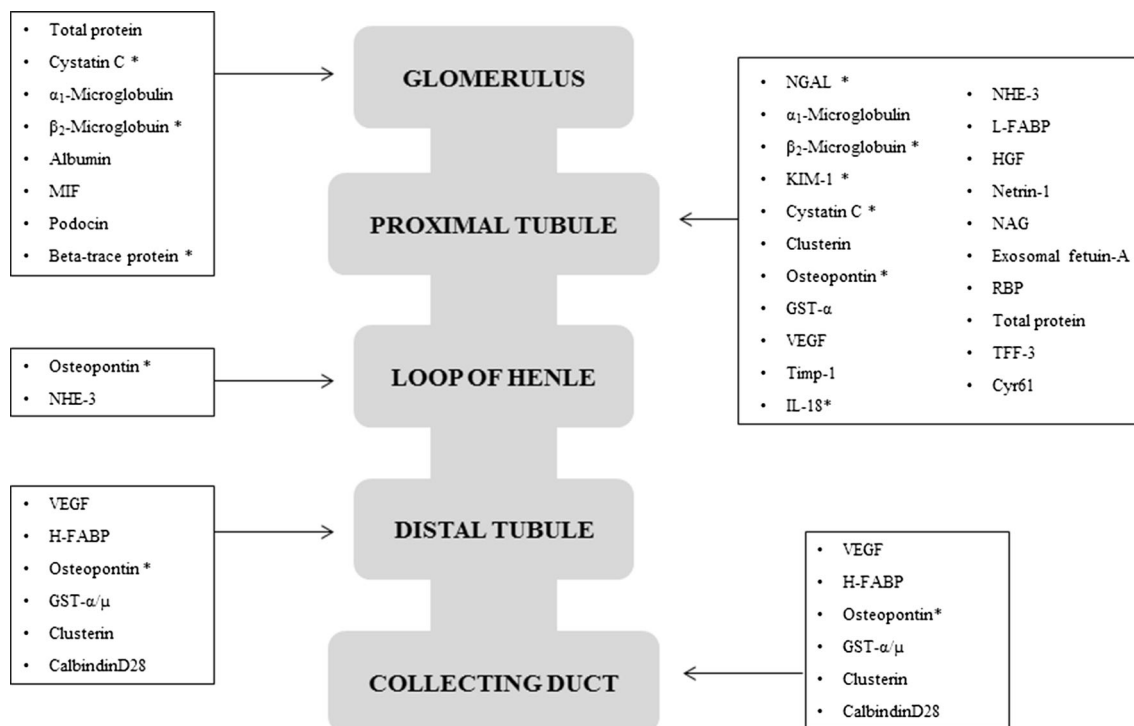 • Total protein
• Cystatin C *
• α₁-Microglobulin
• β₂-Microglobuin *
• Albumin
• MIF
• Podocin
• Beta-trace protein *
GLOMERULUS
• NGAL *
• α₁-Microglobulin
• β₂-Microglobuin *
• KIM-1 *
• Cystatin C *
• Clusterin
• Osteopontin *
• GST-α
• VEGF
• Timp-1
• IL-18*
• NHE-3
• L-FABP
• HGF
• Netrin-1
• NAG
• Exosomal fetuin-A
• RBP
• Total protein
• TFF-3
• Cyr61
PROXIMAL TUBULE
• Osteopontin *
• NHE-3
LOOP OF HENLE
• VEGF
• H-FABP
• Osteopontin *
• GST-α/μ
• Clusterin
• CalbindinD28
DISTAL TUBULE
• VEGF
• H-FABP
• Osteopontin*
• GST-α/μ
• Clusterin
• CalbindinD28
COLLECTING DUCT